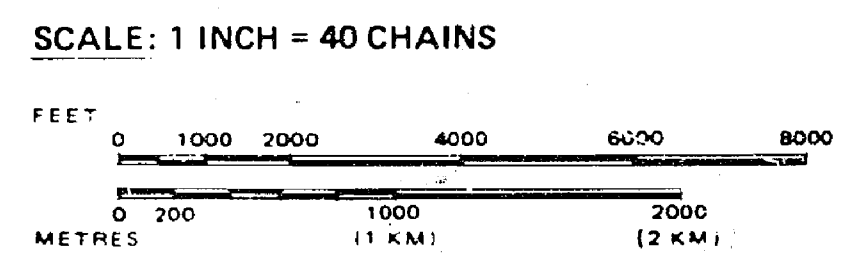 SCALE: 1 INCH = 40 CHAINS
FEET
0 1000 2000 4000 6000 8000
0 200 1000 2000
METRES (1 KM) (2 KM)